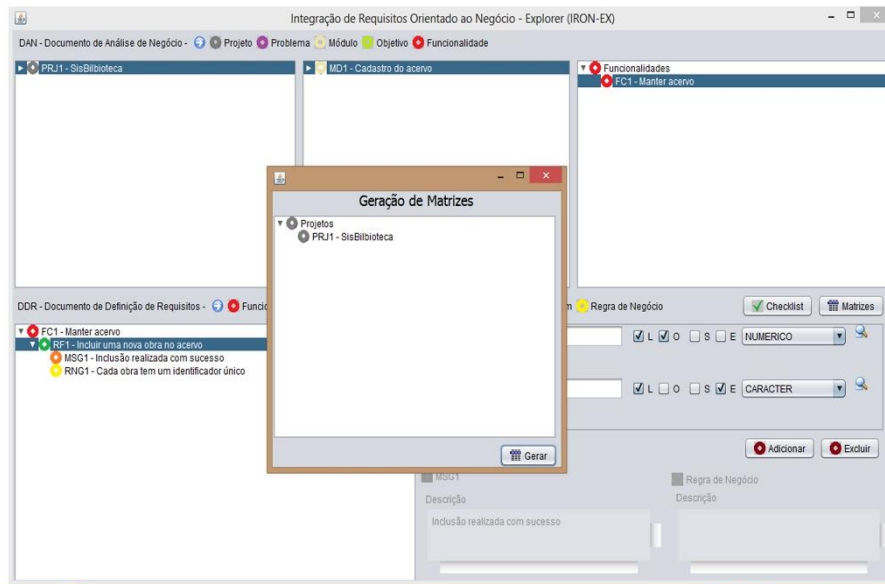 Integração de Requisitos Orientado ao Negócio - Explorer (IRON-EX)
DAN - Documento de Análise de Negócio - Projeto Problema Módulo Objetivo Funcionalidade
PRJ1 - SisBilbioteca
MD1 - Cadastro do acervo
Funcionalidades
FC1 - Manter acervo
Geração de Matrizes
Projetos
PRJ1 - SisBilbioteca
Gerar
DDR - Documento de Definição de Requisitos - Regra de Negócio Checklist Matrizes
FC1 - Manter acervo
RF1 - Incluir uma nova obra no acervo
MSG1 - Inclusão realizada com sucesso
RNG1 - Cada obra tem um identificador único
L O S E NUMERICO
L O S E CARACTER
Adicionar Excluir
MSG1 Regra de Negócio
Descrição Descrição
Inclusão realizada com sucesso